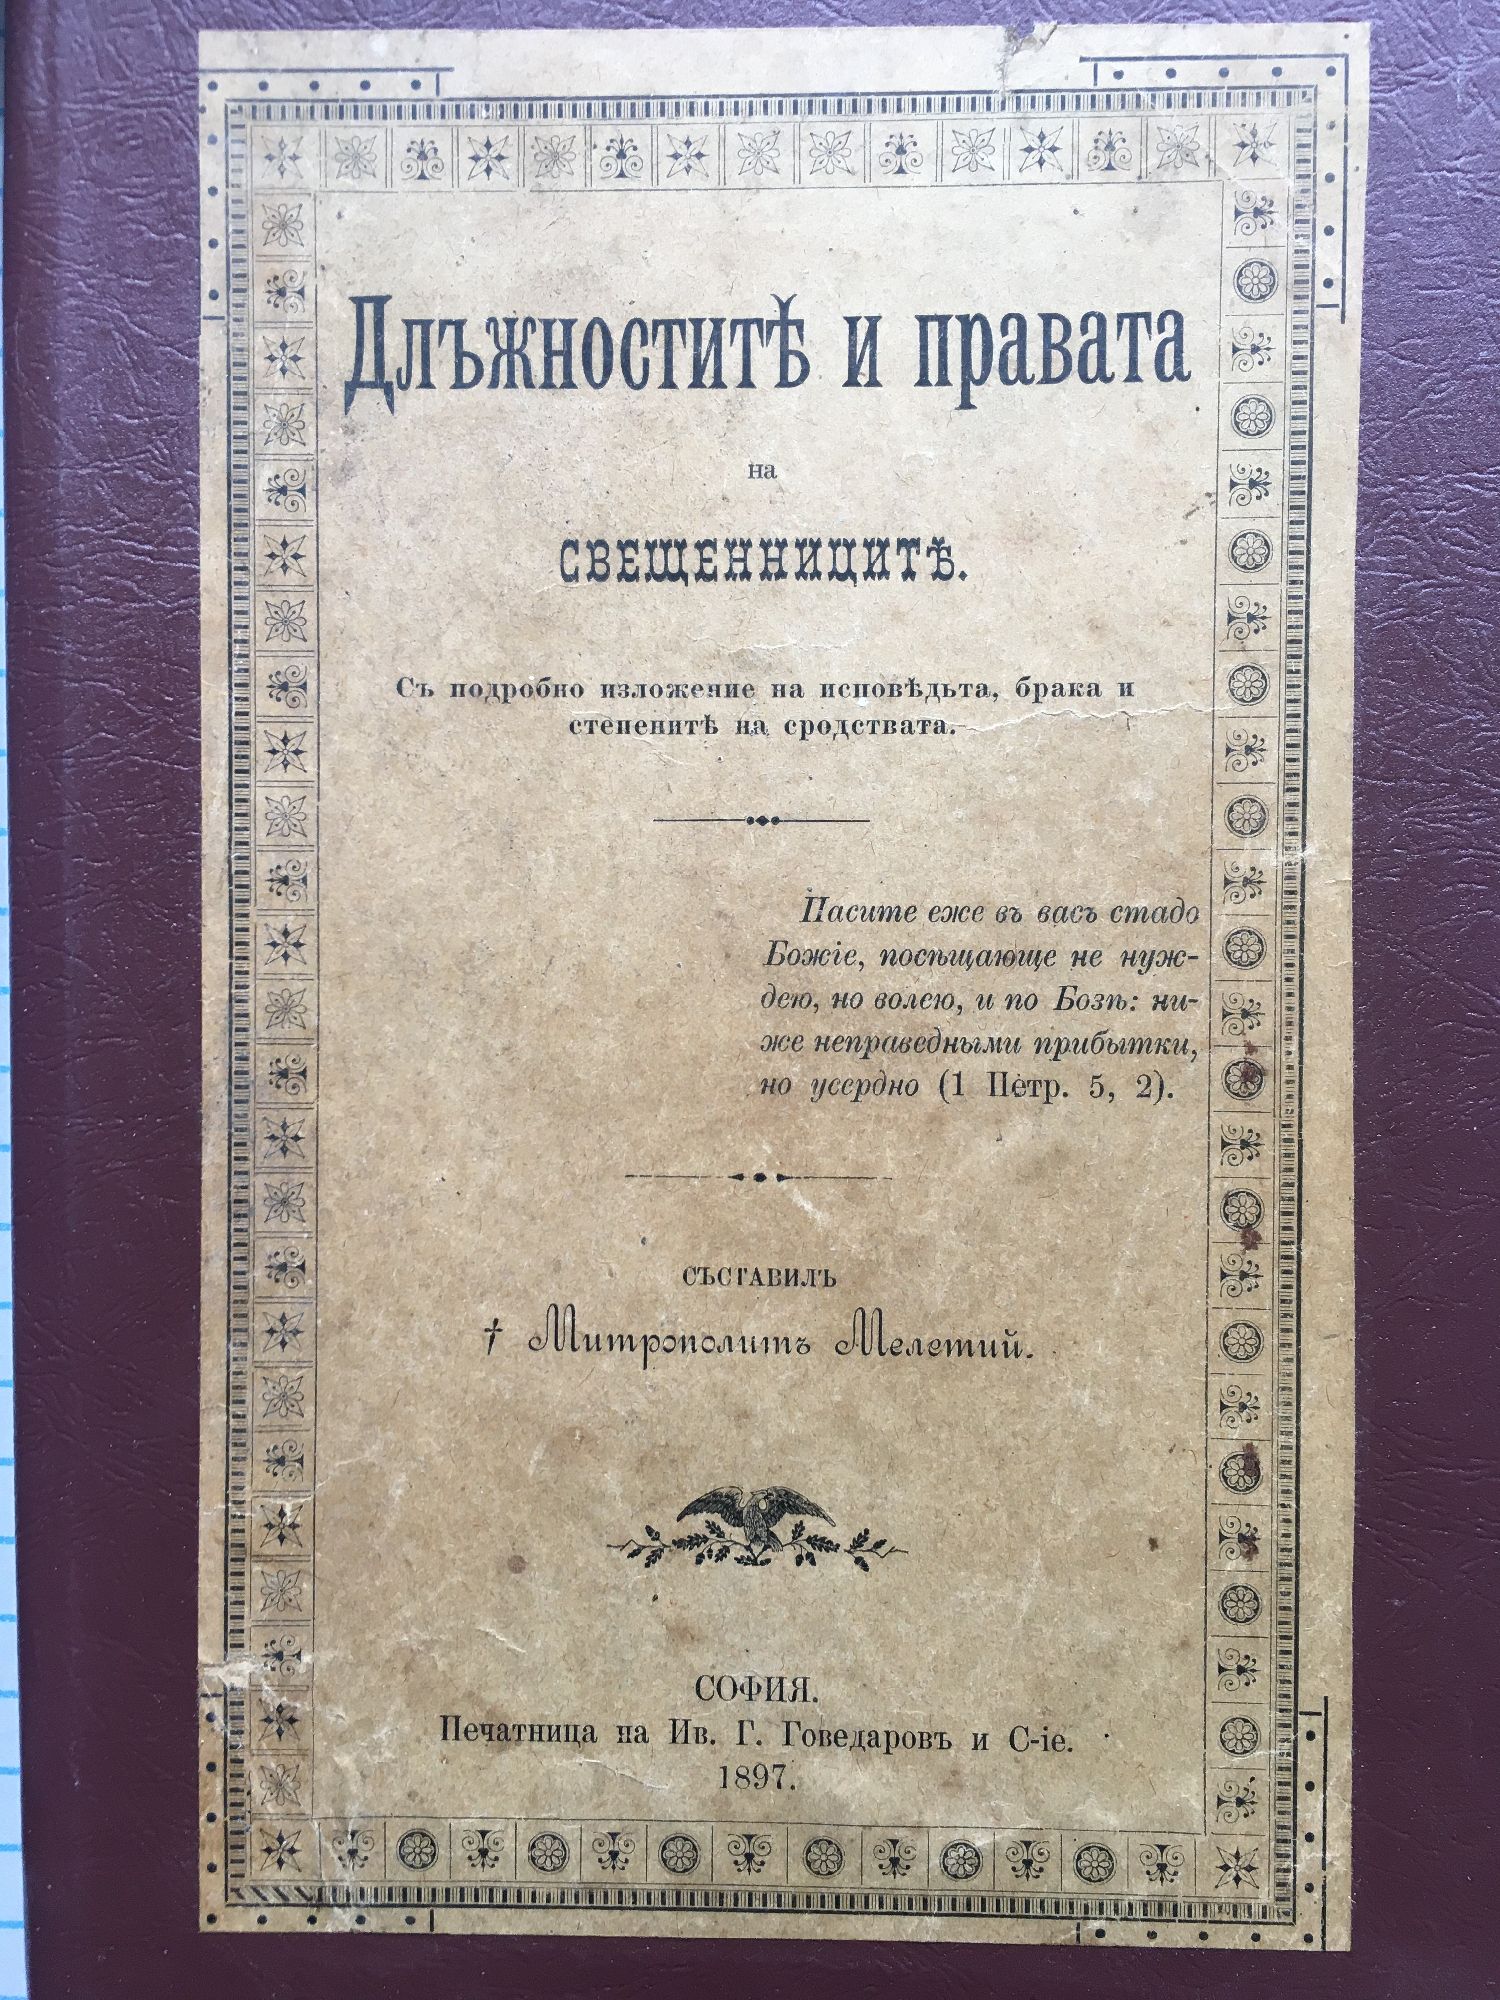 Длъжноститѣ и правата
на
СВЕЩЕННИЦИТѢ.
Съ подробно изложение на исповѣдьта, брака и
степенитѣ на сродствата.
Пасите еже въ васъ стадо
Божіе, посѣщающе не нуж-
дею, но волею, и по Бозѣ: ни-
же неправедными прибытки,
но усердно (1 Петр. 5, 2).
СЪСТАВИЛЪ
† Митрополитъ Мелетий.
СОФИЯ.
Печатница на Ив. Г. Говедаровъ и С-ie.
1897.